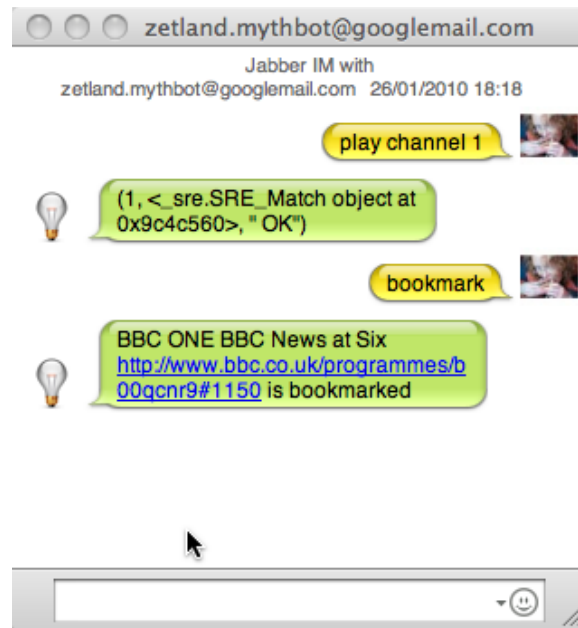 zetland.mythbot@googlemail.com
Jabber IM with
zetland.mythbot@googlemail.com 26/01/2010 18:18
play channel 1
(1, <_sre.SRE_Match object at
0x9c4c560>, " OK")
bookmark
BBC ONE BBC News at Six
http://www.bbc.co.uk/programmes/b
00qcnr9#1150 is bookmarked